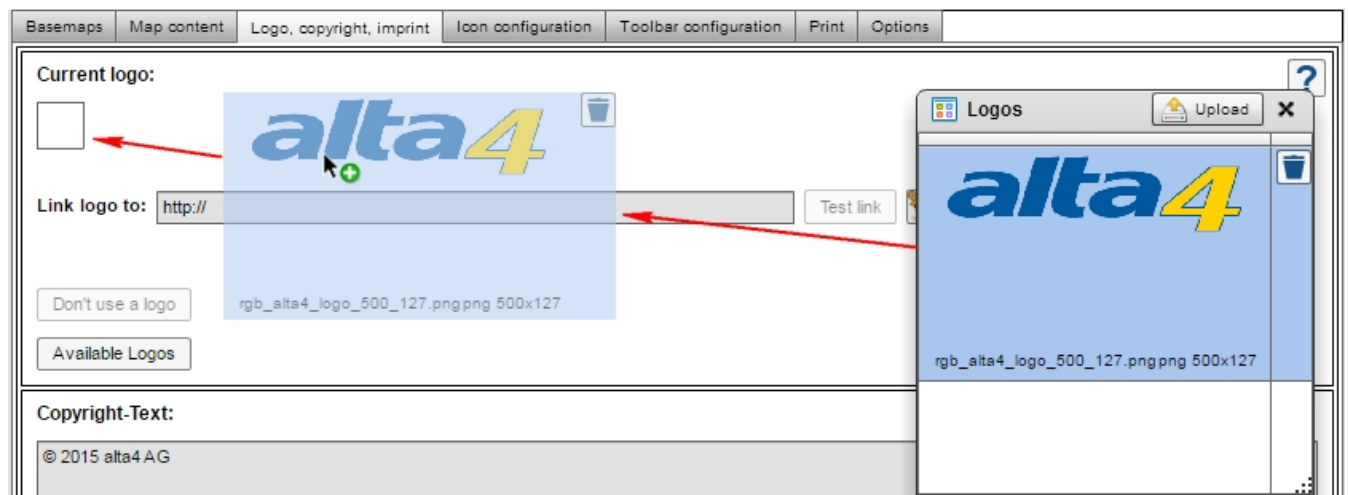 Basemaps Map content Logo, copyright, imprint Icon configuration Toolbar configuration Print Options
Current logo:
?
alta4
Logos Upload
alta4
Link logo to: http:// Test link
Don't use a logo
rgb_alta4_logo_500_127.pngpng 500x127
Available Logos
rgb_alta4_logo_500_127.pngpng 500x127
Copyright-Text:
© 2015 alta4 AG